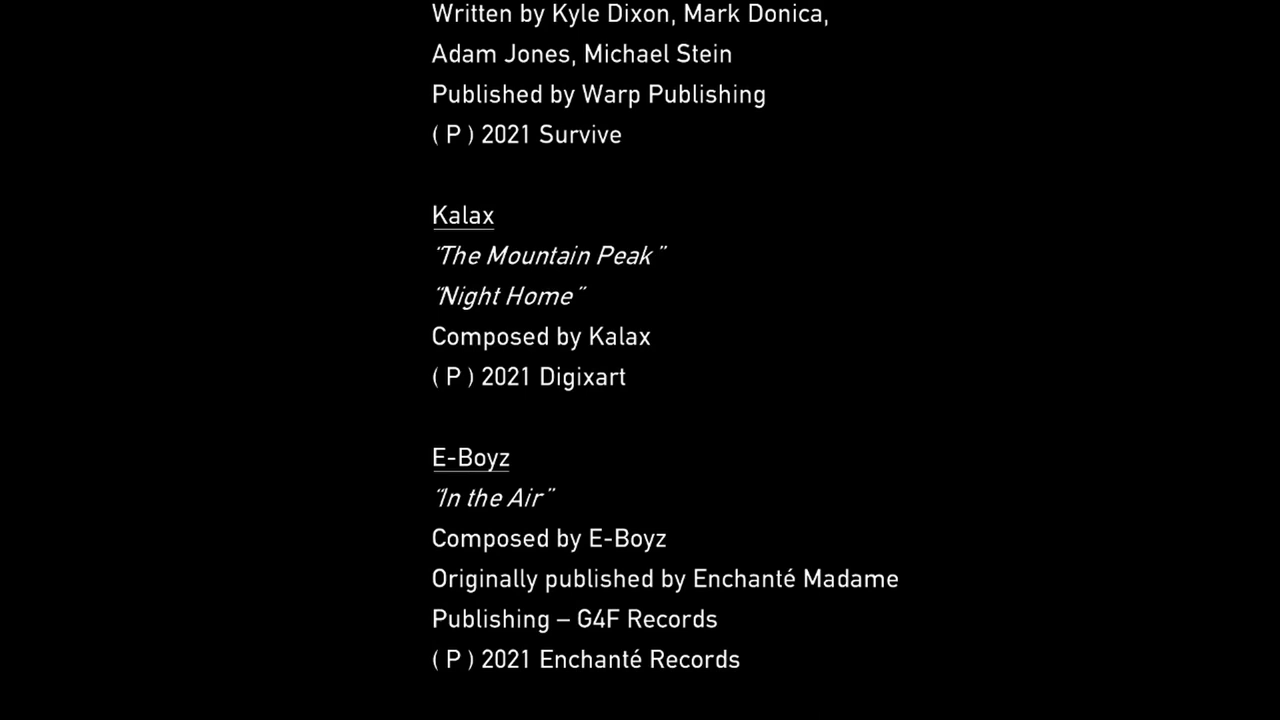 Written by Kyle Dixon, Mark Donica,
Adam Jones, Michael Stein
Published by Warp Publishing
( P ) 2021 Survive
Kalax
"The Mountain Peak"
"Night Home"
Composed by Kalax
( P ) 2021 Digixart
E-Boyz
"In the Air"
Composed by E-Boyz
Originally published by Enchanté Madame
Publishing – G4F Records
( P ) 2021 Enchanté Records